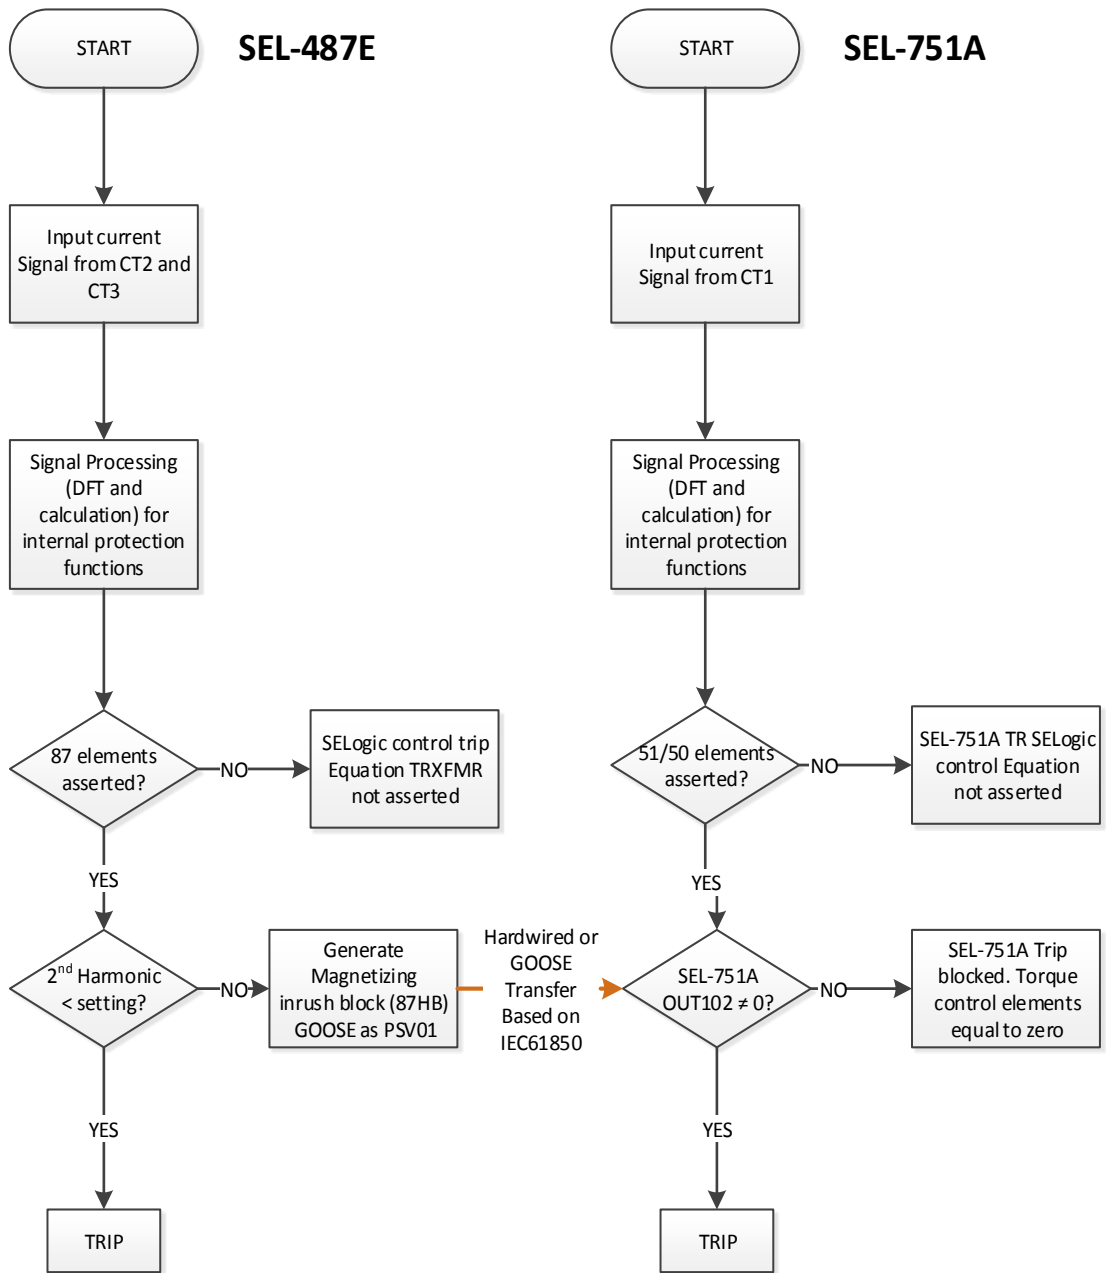 START
SEL-487E
Input current
Signal from CT2 and
CT3
Signal Processing
(DFT and
calculation) for
internal protection
functions
87 elements
asserted?
NO
SELogic control trip
Equation TRXFMR
not asserted
YES
2nd Harmonic
< setting?
NO
Generate
Magnetizing
inrush block (87HB)
GOOSE as PSV01
Hardwired or
GOOSE
Transfer
Based on
IEC61850
YES
TRIP
START
SEL-751A
Input current
Signal from CT1
Signal Processing
(DFT and
calculation) for
internal protection
functions
51/50 elements
asserted?
NO
SEL-751A TR SELogic
control Equation
not asserted
YES
SEL-751A
OUT102 ≠ 0?
NO
SEL-751A Trip
blocked. Torque
control elements
equal to zero
YES
TRIP